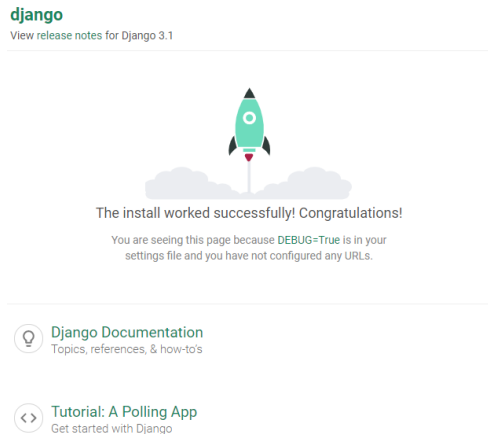 django
View release notes for Django 3.1
The install worked successfully! Congratulations!
You are seeing this page because DEBUG=True is in your
settings file and you have not configured any URLs.
Django Documentation
Topics, references, & how-to's
Tutorial: A Polling App
Get started with Django